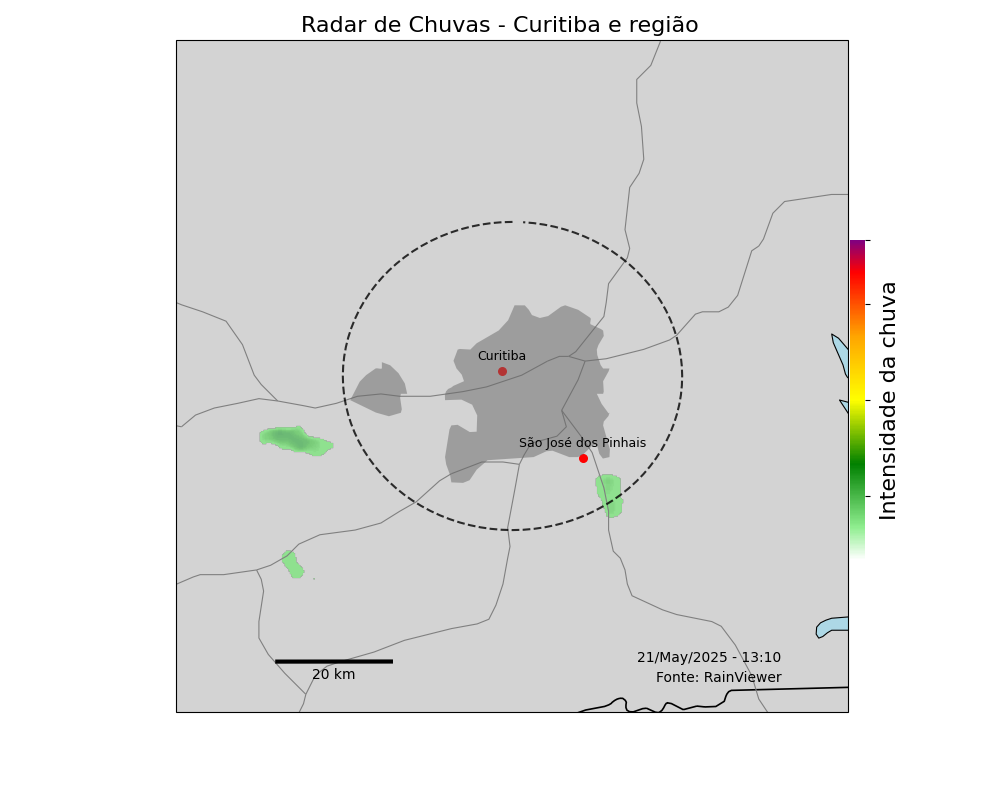 Radar de Chuvas - Curitiba e região
Curitiba
São José dos Pinhais
Intensidade da chuva
21/May/2025 - 13:10
20 km
Fonte: RainViewer